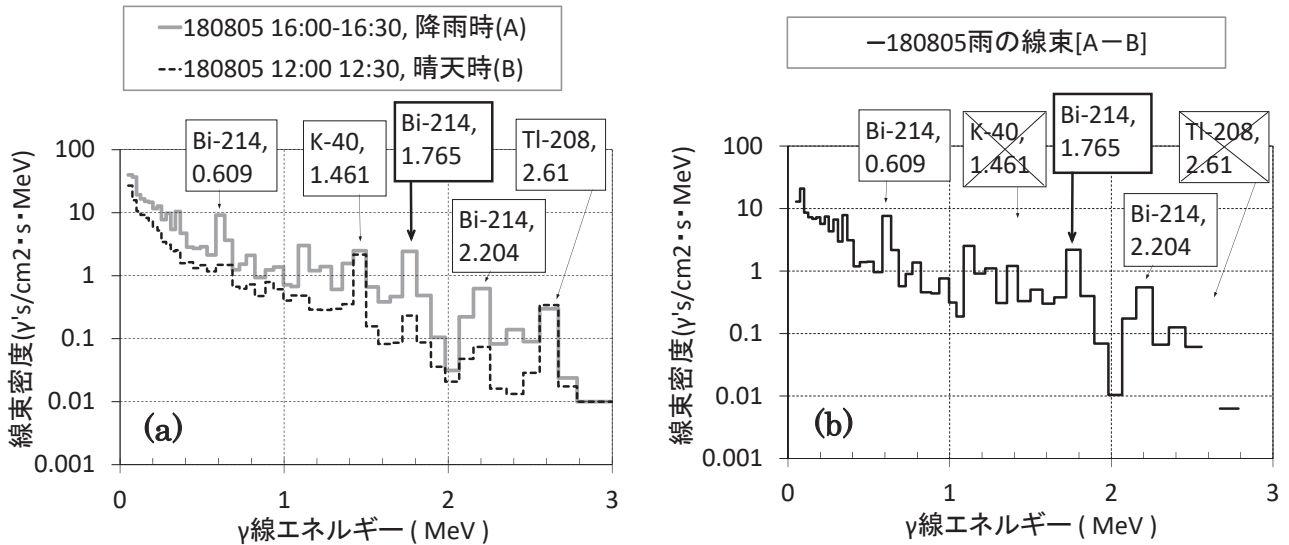 180805 16:00-16:30, 降雨時(A)
180805 12:00 12:30, 晴天時(B)
Bi-214,
0.609
K-40,
1.461
Bi-214,
1.765
Tl-208,
2.61
Bi-214,
2.204
100
10
1
0.1
0.01
0.001
線束密度(γ's/cm2・s・MeV)
(a)
0
1
2
3
γ線エネルギー ( MeV )
180805雨の線束[A-B]
Bi-214,
0.609
K-40,
1.461
Bi-214,
1.765
Tl-208,
2.61
Bi-214,
2.204
100
10
1
0.1
0.01
0.001
線束密度(γ's/cm2・s・MeV)
(b)
0
1
2
3
γ線エネルギー ( MeV )